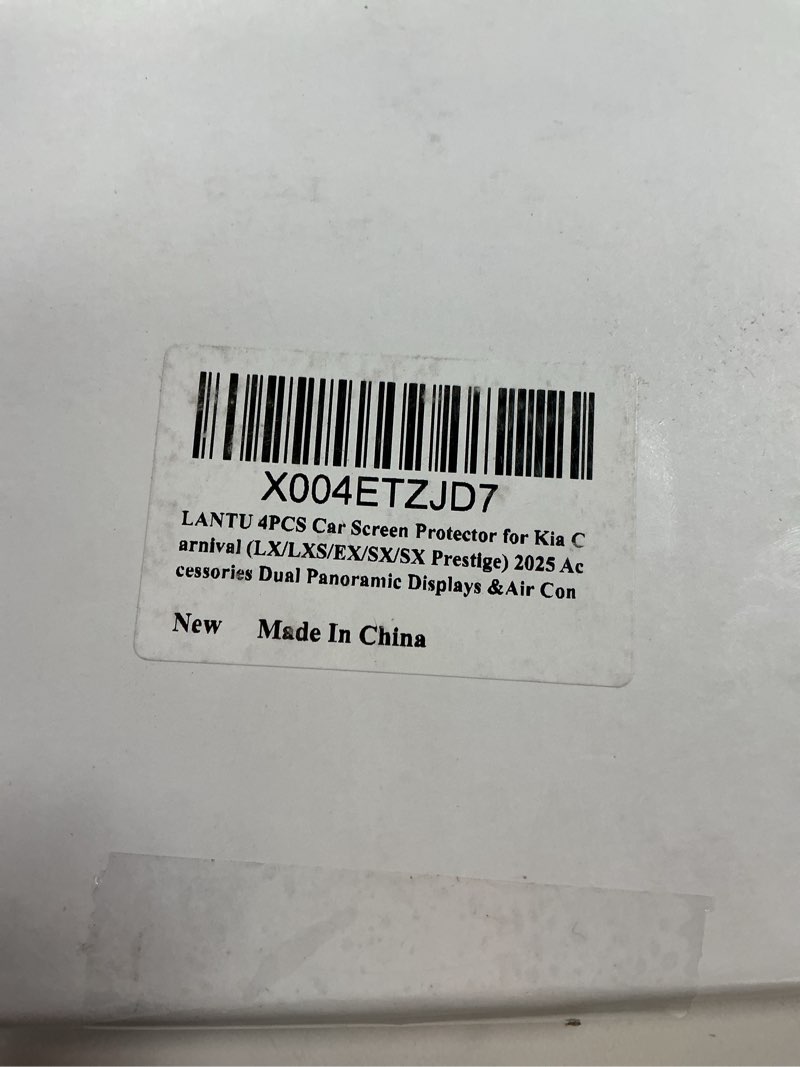 X004ETZJD7
LANTU 4PCS Car Screen Protector for Kia C
arnival (LX/LXS/EX/SX/SX Prestige) 2025 Ac
cessories Dual Panoramic Displays &Air Con
New Made In China